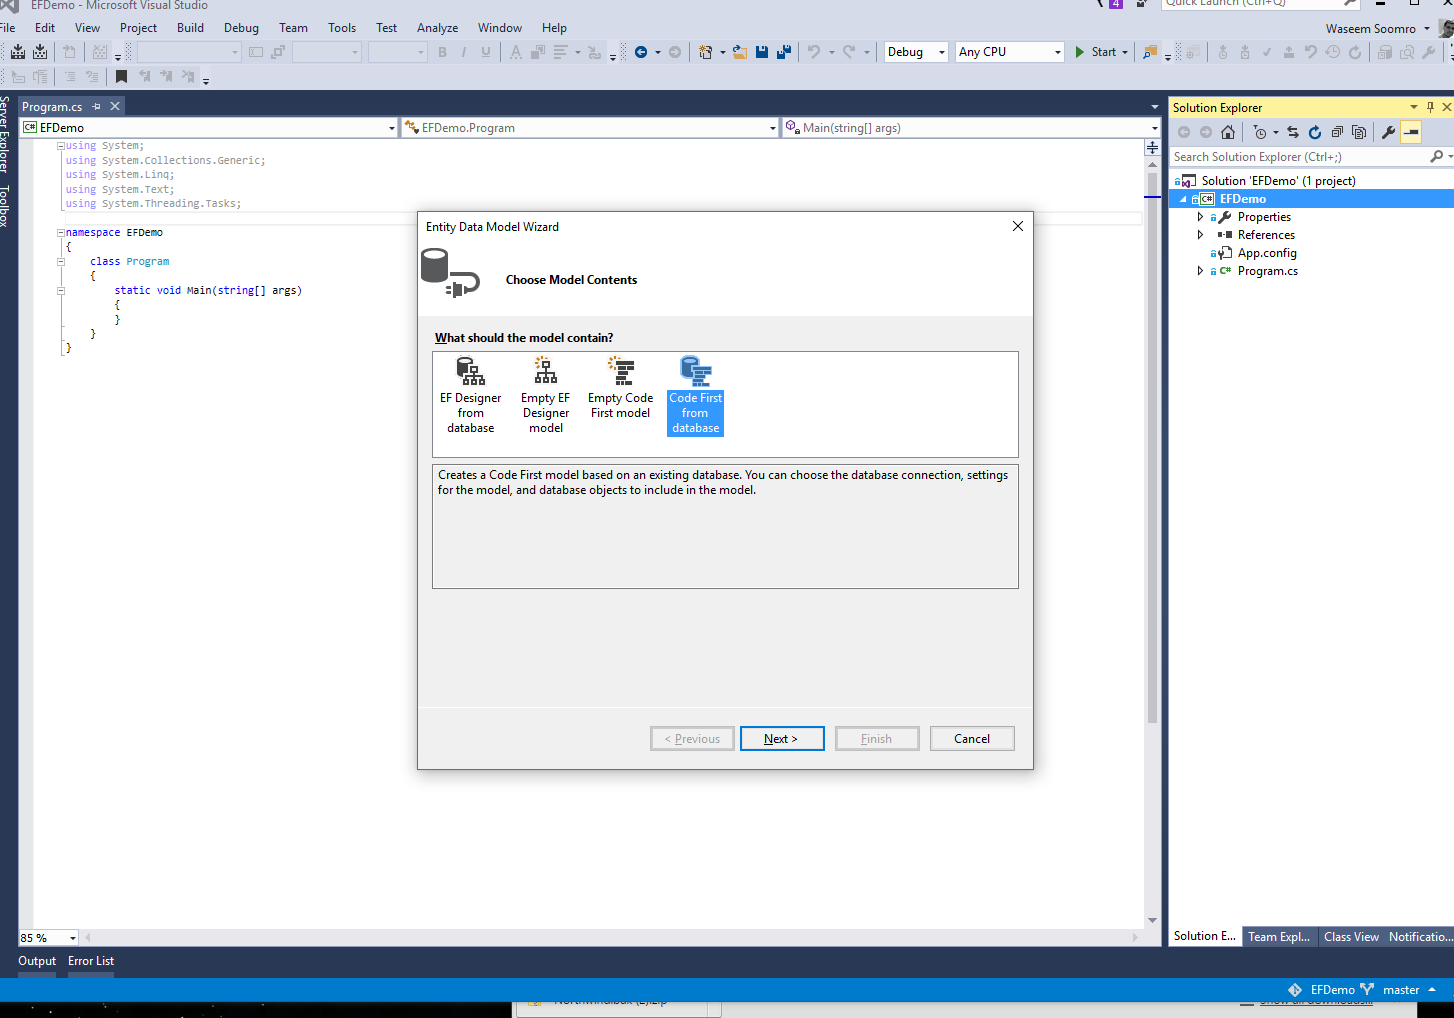 EFDemo - Microsoft Visual Studio
4
Quick Launch (Ctrl+Q)
File Edit View Project Build Debug Team Tools Test Analyze Window Help
Waseem Soomro
Debug Any CPU Start
Server Explorer
Toolbox
Program.cs
EFDemo EFDemo.Program Main(string[] args)
using System;
using System.Collections.Generic;
using System.Linq;
using System.Text;
using System.Threading.Tasks;
namespace EFDemo
{
class Program
{
static void Main(string[] args)
{
}
}
}
Entity Data Model Wizard
Choose Model Contents
What should the model contain?
EF Designer from database
Empty EF Designer model
Empty Code First model
Code First from database
Creates a Code First model based on an existing database. You can choose the database connection, settings
for the model, and database objects to include in the model.
< Previous Next > Finish Cancel
Solution Explorer
Search Solution Explorer (Ctrl+;)
Solution 'EFDemo' (1 project)
C# EFDemo
Properties
References
App.config
C# Program.cs
85 %
Solution E... Team Expl... Class View Notificatio...
Output Error List
EFDemo master
Show all downloads...